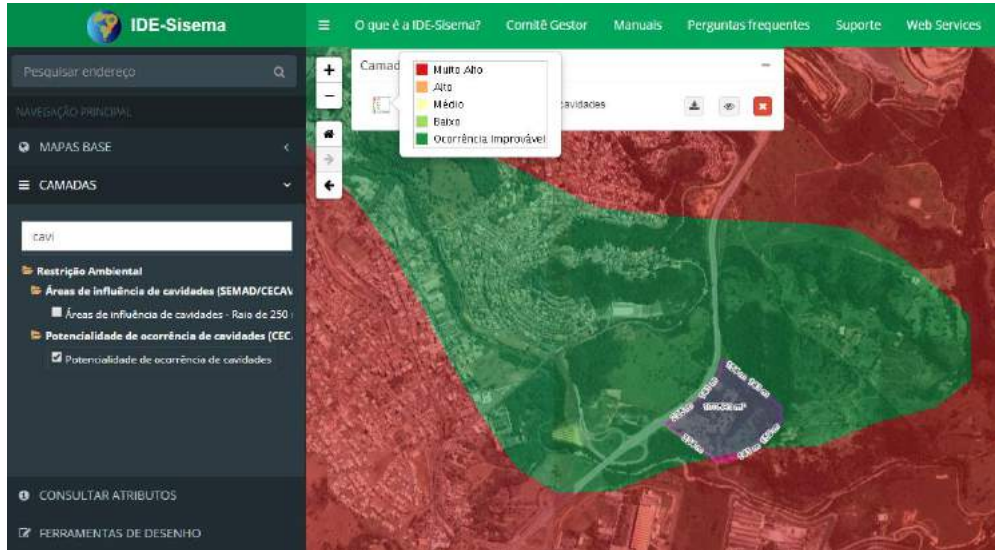 IDE-Sisema
O que é a IDE-Sisema?
Comitê Gestor
Manuais
Perguntas frequentes
Suporte
Web Services
Pesquisar endereço
NAVEGAÇÃO PRINCIPAL
MAPAS BASE
CAMADAS
cavi
Restrição Ambiental
Áreas de influência de cavidades (SEMAD/CECAV
Áreas de influência de cavidades - Raio de 250
Potencialidade de ocorrência de cavidades (CEC
Potencialidade de ocorrência de cavidades
CONSULTAR ATRIBUTOS
FERRAMENTAS DE DESENHO
Camad
cavidades
Muito Alto
Alto
Médio
Baixo
Ocorrência Improvável